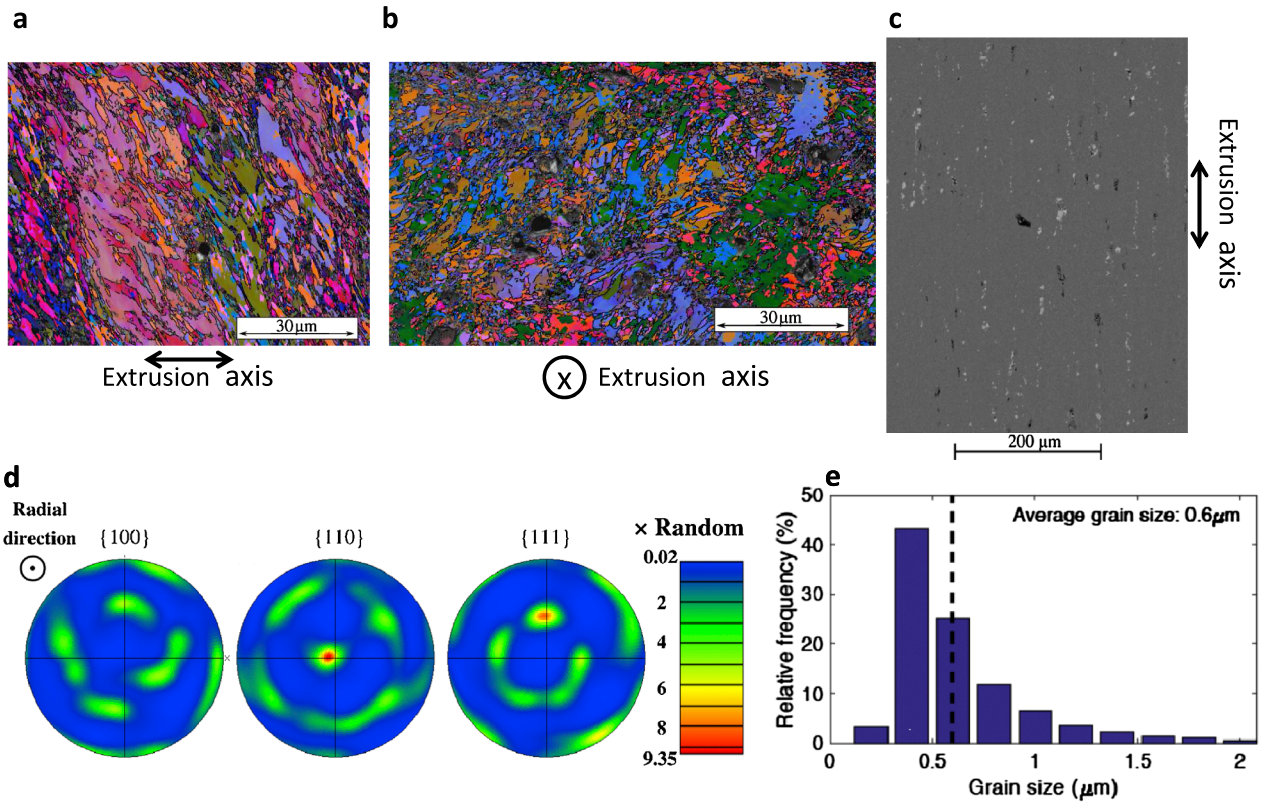 a
b
c
30μm
Extrusion axis
30μm
X Extrusion axis
Extrusion axis
200 μm
d
Radial
direction
{100}
{110}
{111}
×
× Random
0.02
2
4
6
8
9.35
e
Average grain size: 0.6μm
Relative frequency (%)
50
40
30
20
10
0
0
0.5
1
1.5
2
Grain size (μm)